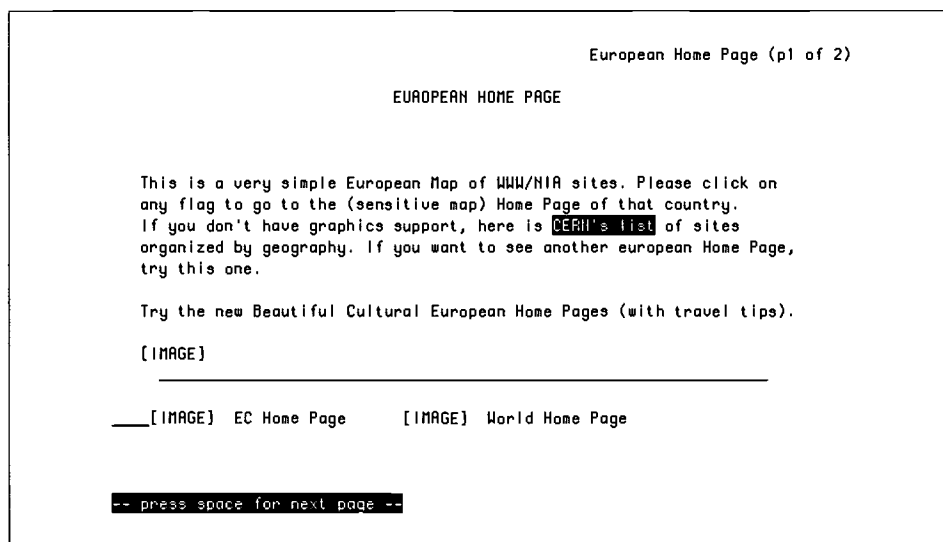 European Home Page (p1 of 2)
EUROPEAN HOME PAGE
This is a very simple European Map of WWW/NIA sites. Please click on
any flag to go to the (sensitive map) Home Page of that country.
If you don't have graphics support, here is CERN's list of sites
organized by geography. If you want to see another european Home Page,
try this one.
Try the new Beautiful Cultural European Home Pages (with travel tips).
[IMAGE]
[IMAGE] EC Home Page [IMAGE] World Home Page
-- press space for next page --